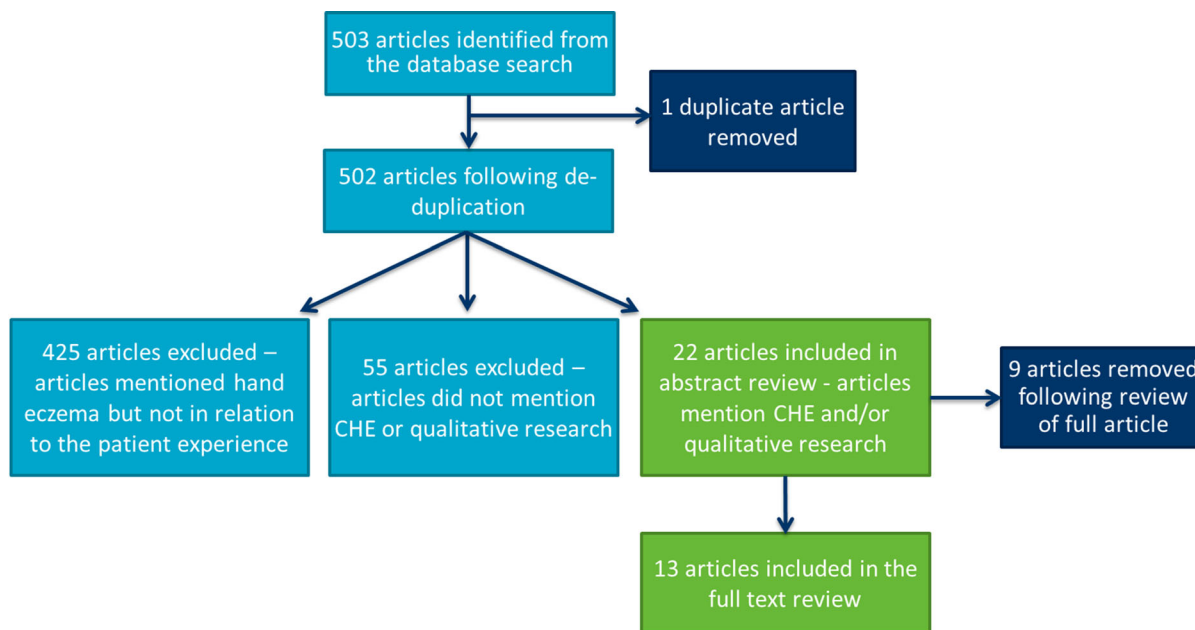 503 articles identified from
the database search
1 duplicate article
removed
502 articles following de-
duplication
425 articles excluded –
articles mentioned hand
eczema but not in relation
to the patient experience
55 articles excluded –
articles did not mention
CHE or qualitative research
22 articles included in
abstract review - articles
mention CHE and/or
qualitative research
9 articles removed
following review
of full article
13 articles included in the
full text review